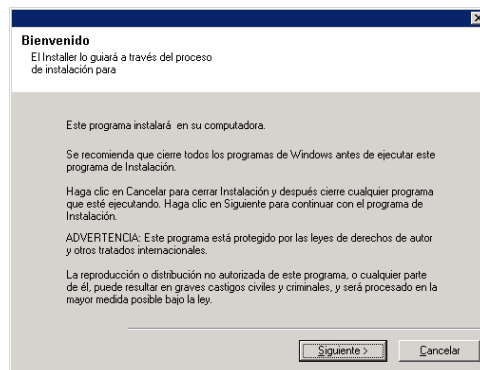 Bienvenido
El Installer lo guiará a través del proceso
de instalación para
Este programa instalará en su computadora.
Se recomienda que cierre todos los programas de Windows antes de ejecutar este
programa de Instalación.
Haga clic en Cancelar para cerrar Instalación y después cierre cualquier programa
que esté ejecutando. Haga clic en Siguiente para continuar con el programa de
Instalación.
ADVERTENCIA: Este programa está protegido por las leyes de derechos de autor
y otros tratados internacionales.
La reproducción o distribución no autorizada de este programa, o cualquier parte
de él, puede resultar en graves castigos civiles y criminales, y será procesado en la
mayor medida posible bajo la ley.
Siguiente > Cancelar